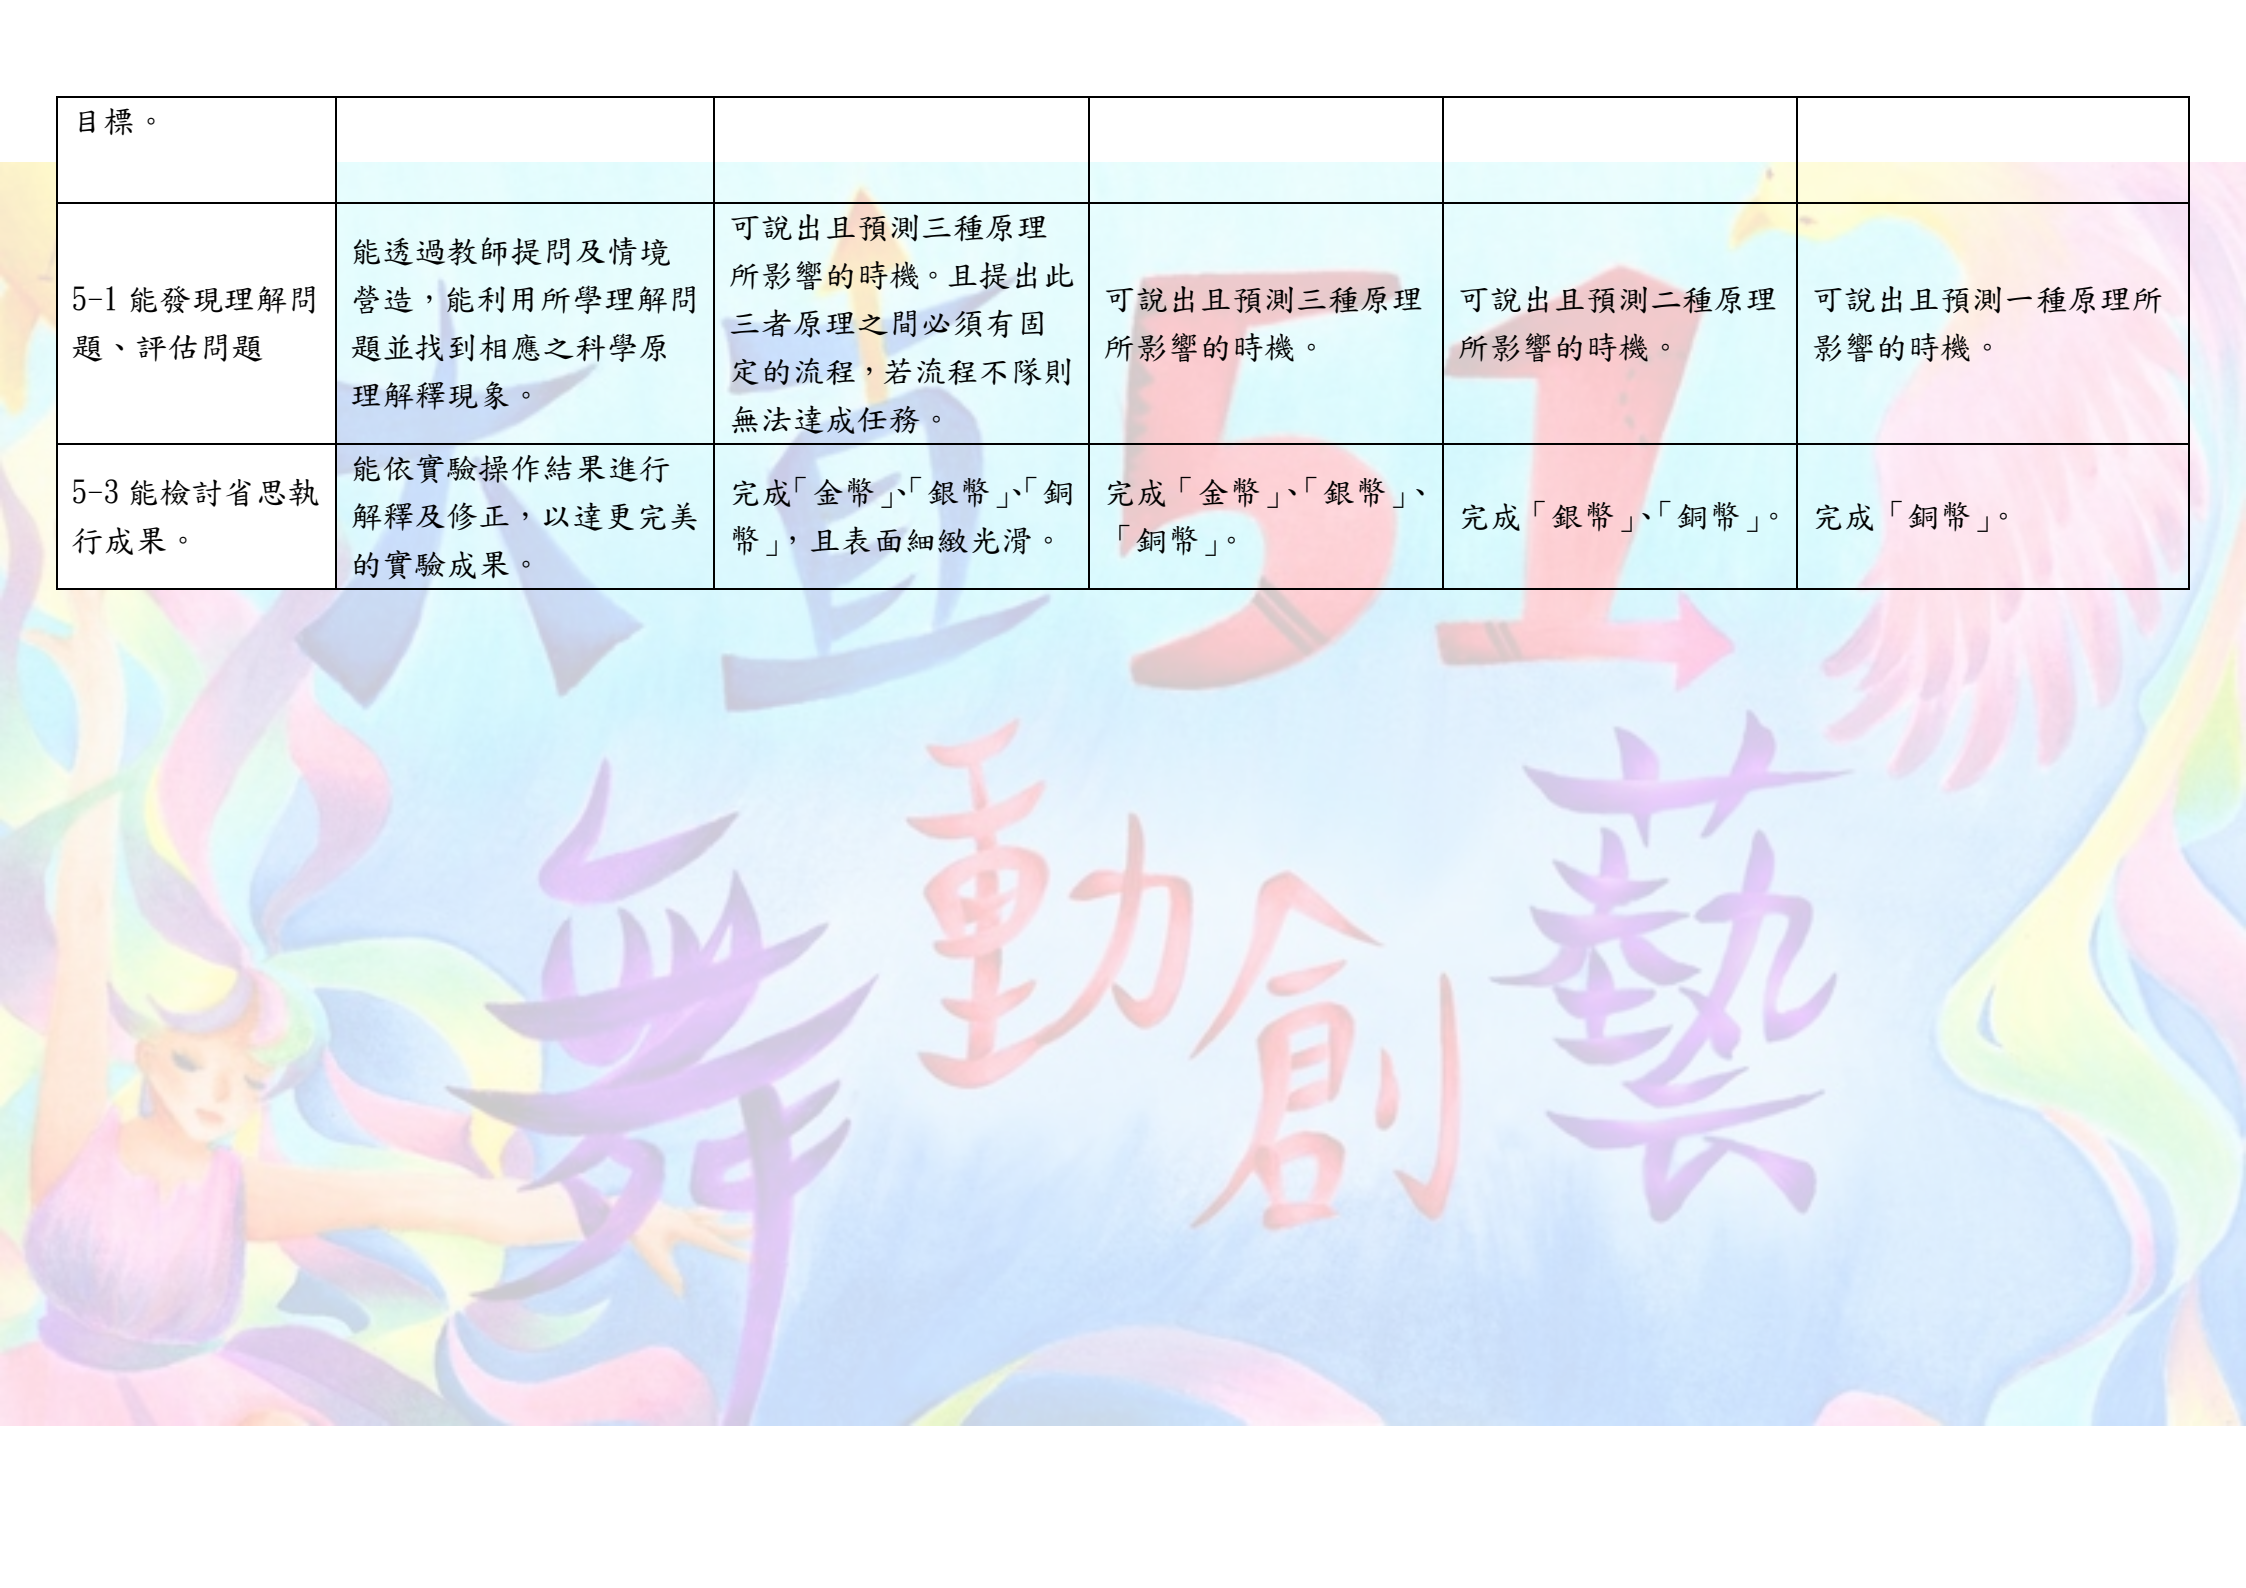 目標。
5-1 能發現理解問
題、評估問題
能透過教師提問及情境
營造，能利用所學理解問
題並找到相應之科學原
理解釋現象。
可說出且預測三種原理
所影響的時機。且提出此
三者原理之間必須有固
定的流程，若流程不隊則
無法達成任務。
可說出且預測三種原理
所影響的時機。
可說出且預測二種原理
所影響的時機。
可說出且預測一種原理所
影響的時機。
5-3 能檢討省思執
行成果。
能依實驗操作結果進行
解釋及修正，以達更完美
的實驗成果。
完成「金幣」、「銀幣」、「銅
幣」，且表面細緻光滑。
完成「金幣」、「銀幣」、
「銅幣」。
完成「銀幣」、「銅幣」。
完成「銅幣」。
大直51
舞動創藝